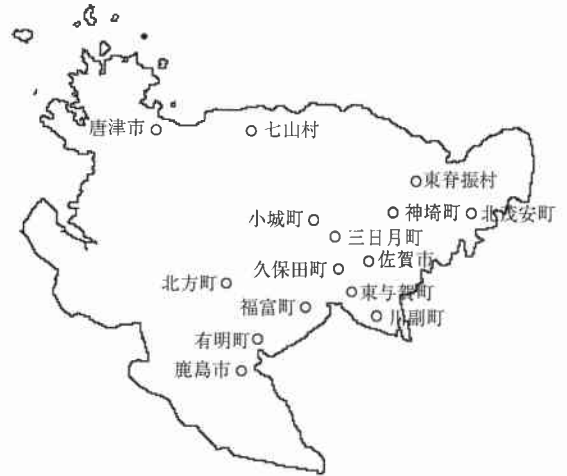 唐津市
七山村
東脊振村
神埼町
北茂安町
小城町
三日月町
佐賀市
久保田町
北方町
東与賀町
福富町
川副町
有明町
鹿島市